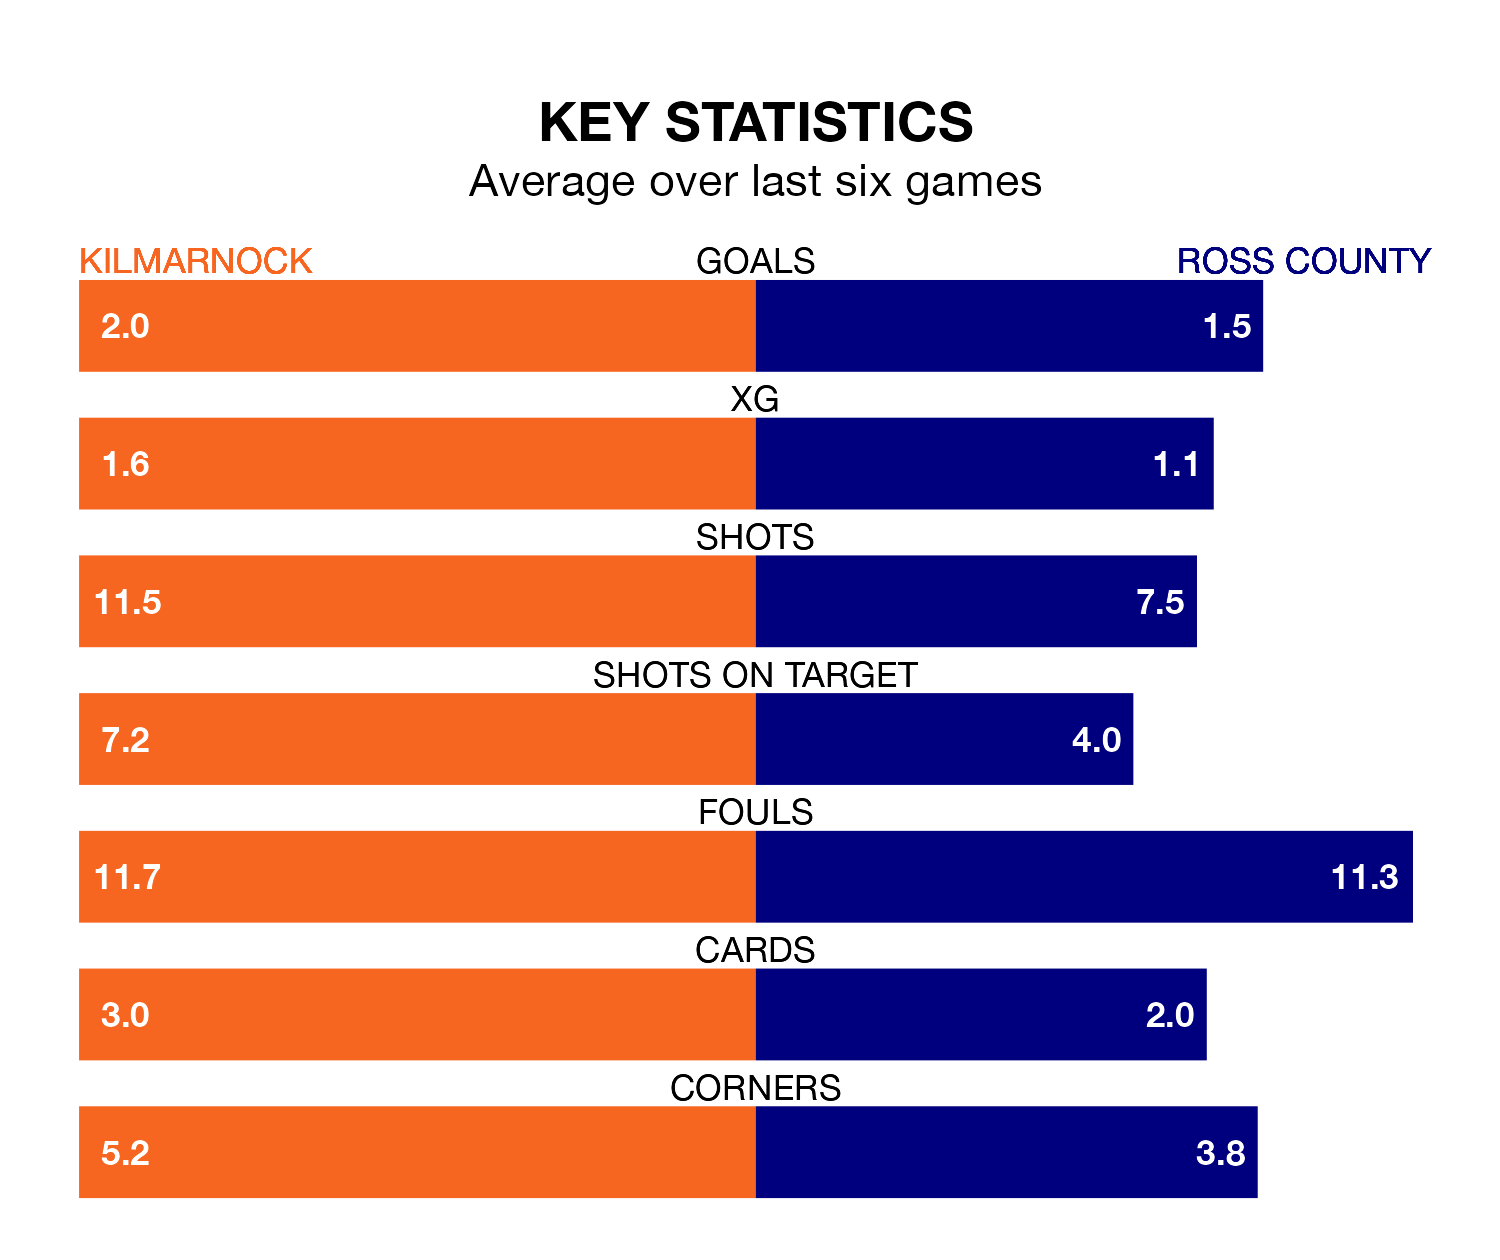 KEY STATISTICS
Average over last six games
KILMARNOCK GOALS ROSS COUNTY
2.0 1.5
XG
1.6 1.1
SHOTS
11.5 7.5
SHOTS ON TARGET
7.2 4.0
FOULS
11.7 11.3
CARDS
3.0 2.0
CORNERS
5.2 3.8